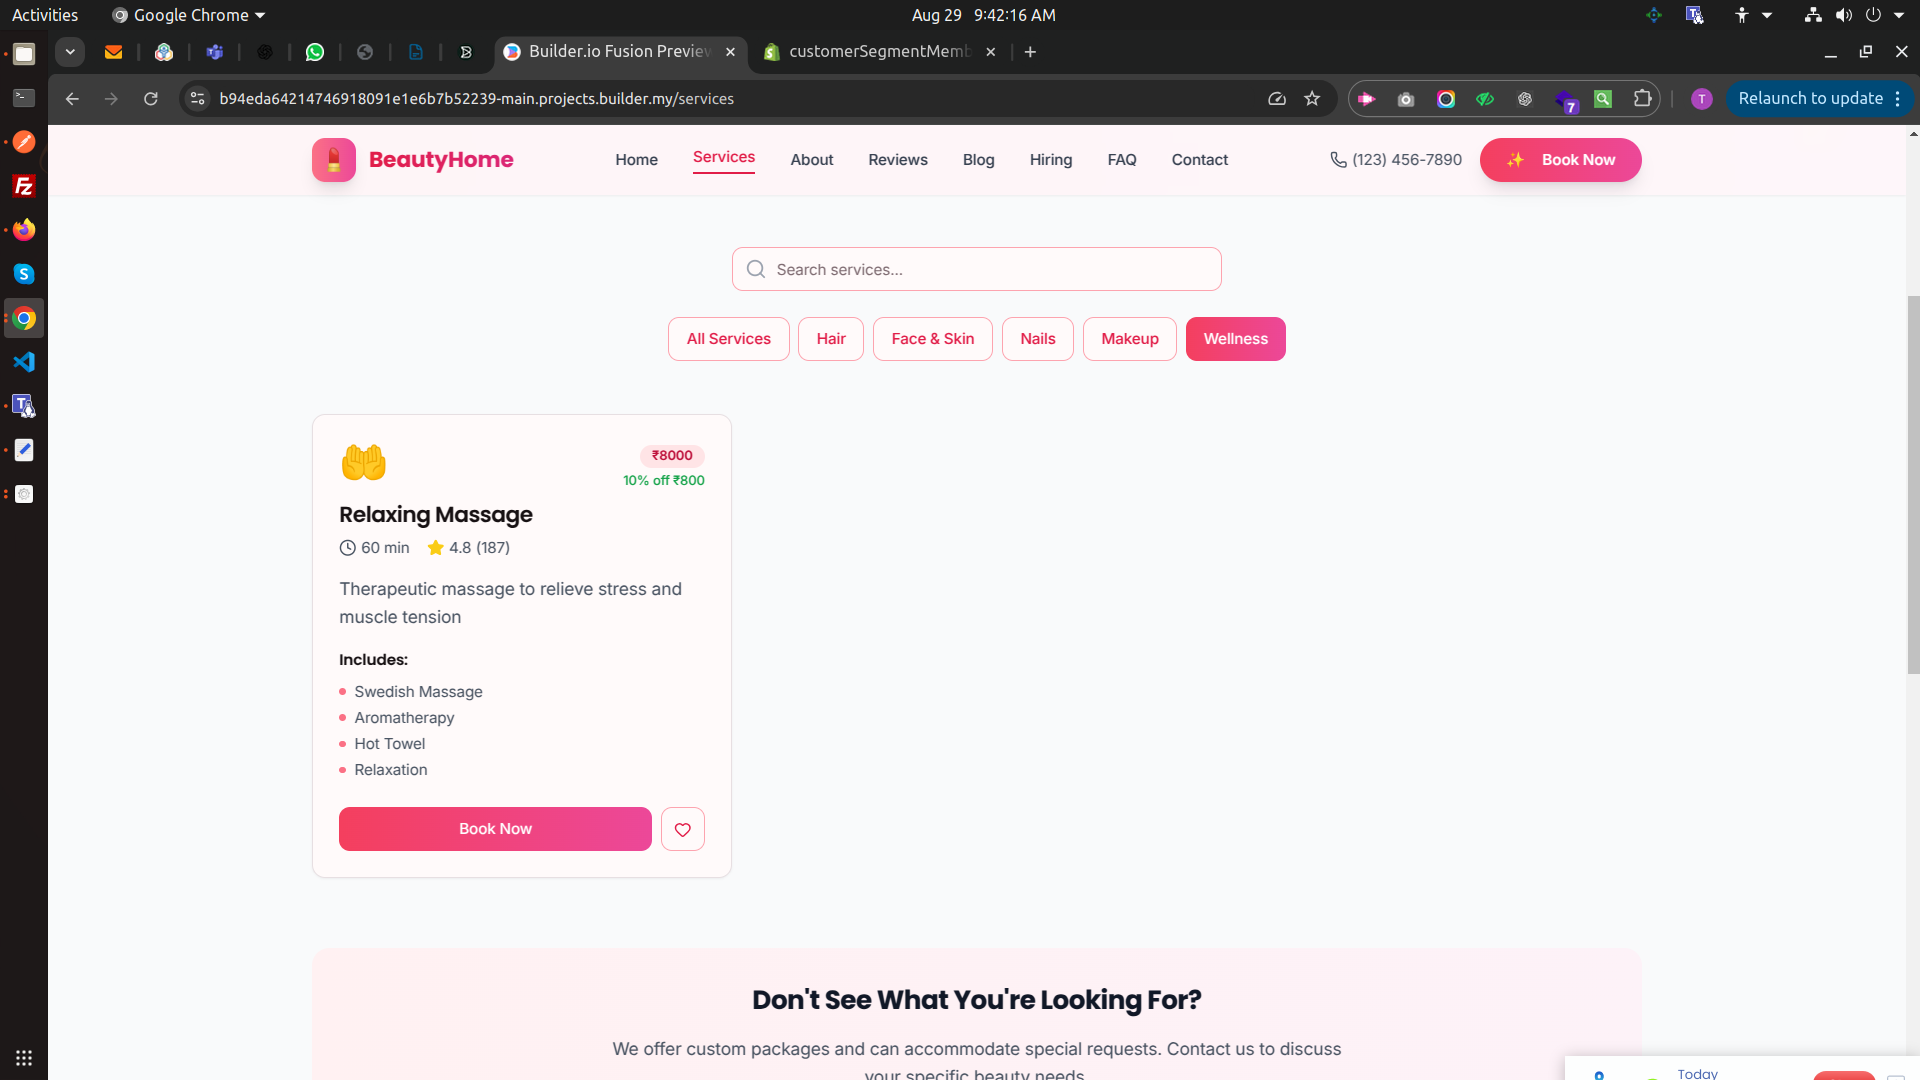 Activities
Google Chrome
Aug 29 9:42:16 AM
Builder.io Fusion Preview
customerSegmentMemb
b94eda64214746918091e1e6b7b52239-main.projects.builder.my/services
7
T
Relaunch to update
BeautyHome
Home
Services
About
Reviews
Blog
Hiring
FAQ
Contact
(123) 456-7890
✨ Book Now
Search services...
All Services
Hair
Face & Skin
Nails
Makeup
Wellness
₹8000
10% off ₹800
Relaxing Massage
60 min
4.8 (187)
Therapeutic massage to relieve stress and
muscle tension
Includes:
Swedish Massage
Aromatherapy
Hot Towel
Relaxation
Book Now
Don't See What You're Looking For?
We offer custom packages and can accommodate special requests. Contact us to discuss
your specific beauty needs.
Today